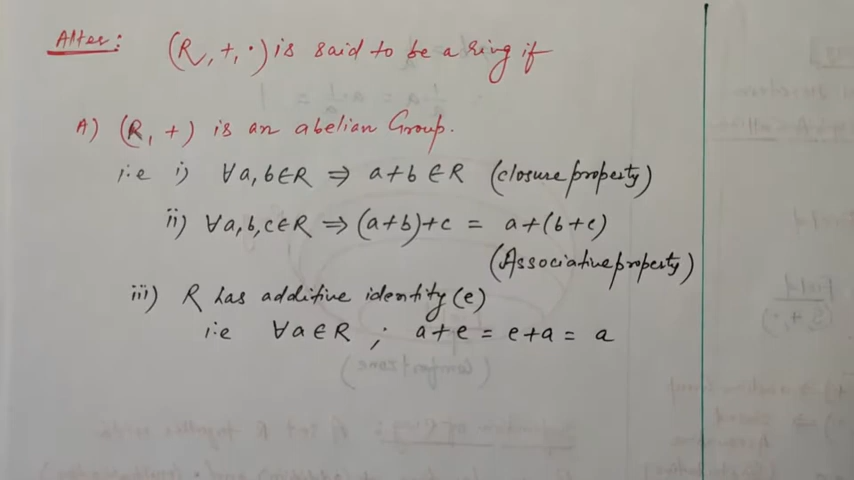 Alter: (R, +, ·) is said to be a ring if
A) (R, +) is an abelian Group.
i.e i) ∀a, b∈R ⇒ a+b ∈ R (closure property)
ii) ∀a, b, c∈R ⇒ (a+b)+c = a+(b+c)
(Associative property)
iii) R has additive identity (e)
i.e ∀a∈R ; a+e = e+a = a